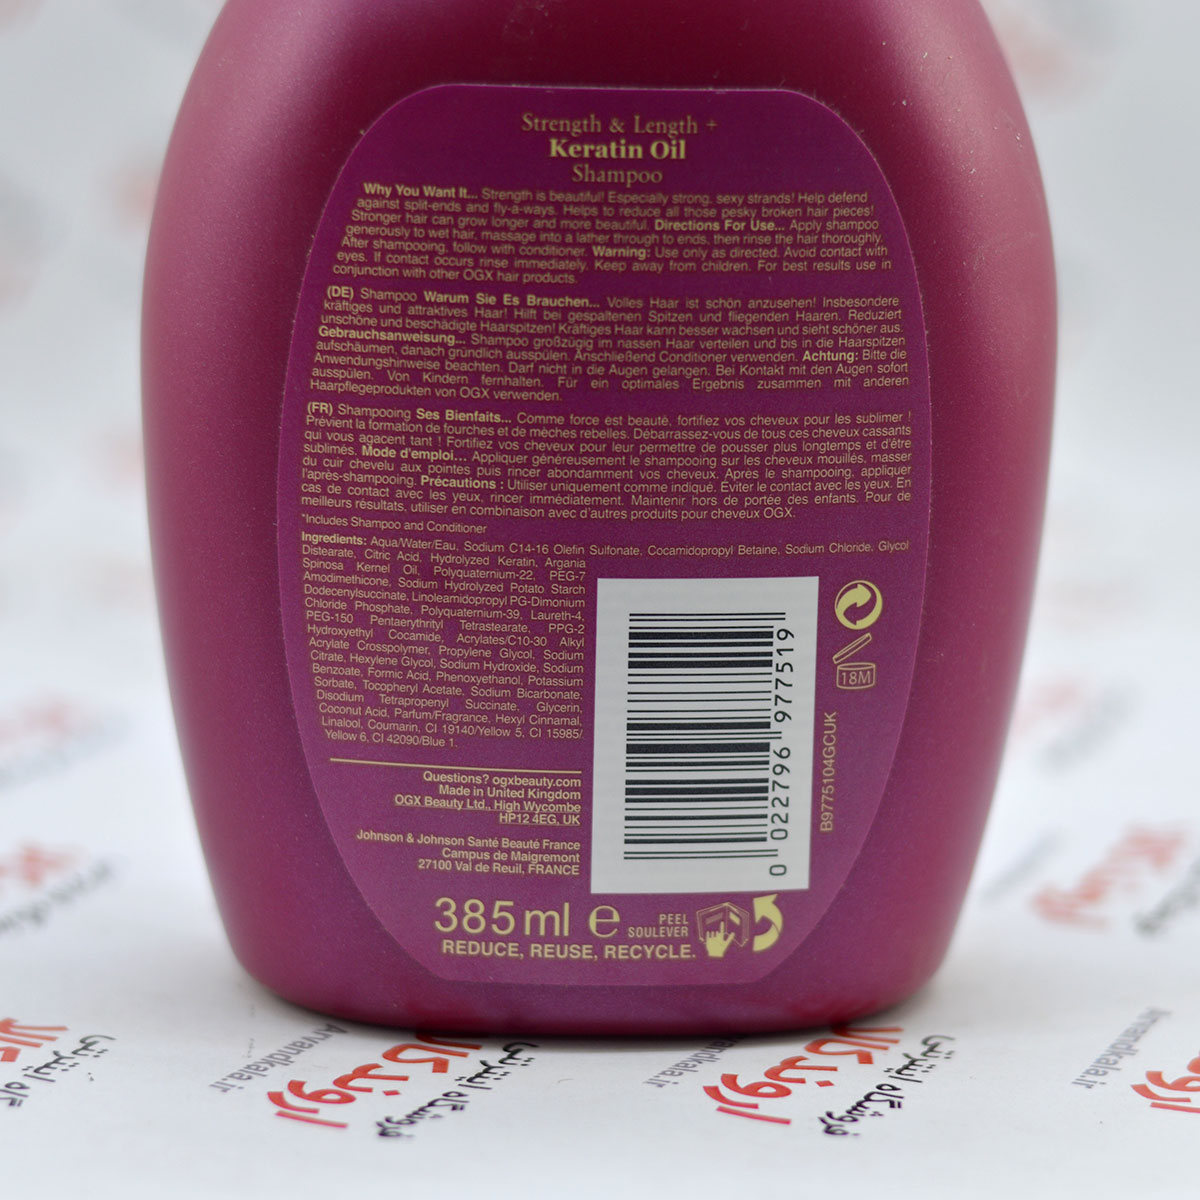 Strength & Length +
Keratin Oil
Shampoo
Why You Want It... Strength is beautiful! Especially strong, sexy strands! Help defend
against split-ends and fly-a-ways. Helps to reduce all those pesky broken hair pieces!
Stronger hair can grow longer and more beautiful. Directions For Use... Apply shampoo
generously to wet hair, massage into a lather through to ends, then rinse the hair thoroughly.
After shampooing, follow with conditioner. Warning: Use only as directed. Avoid contact with
eyes. If contact occurs rinse immediately. Keep away from children. For best results use in
conjunction with other OGX hair products.
(DE) Shampoo Warum Sie Es Brauchen... Volles Haar ist schön anzusehen! Insbesondere
kräftiges und attraktives Haar! Hilft bei gespaltenen Spitzen und fliegenden Haaren. Reduziert
unschöne und beschädigte Haarspitzen! Kräftiges Haar kann besser wachsen und sieht schöner aus.
Gebrauchsanweisung... Shampoo großzügig im nassen Haar verteilen und bis in die Haarspitzen
aufschäumen, danach gründlich ausspülen. Anschließend Conditioner verwenden. Achtung: Bitte die
Anwendungshinweise beachten. Darf nicht in die Augen gelangen. Bei Kontakt mit den Augen sofort
ausspülen. Von Kindern fernhalten. Für ein optimales Ergebnis zusammen mit anderen
Haarpflegeprodukten von OGX verwenden.
(FR) Shampooing Ses Bienfaits... Comme force est beauté, fortifiez vos cheveux pour les sublimer !
Prévient la formation de fourches et de mèches rebelles. Débarrassez-vous de tous ces cheveux cassants
qui vous agacent tant ! Fortifiez vos cheveux pour leur permettre de pousser plus longtemps et d'être
sublimés. Mode d'emploi... Appliquer généreusement le shampooing sur les cheveux mouillés, masser
du cuir chevelu aux pointes puis rincer abondamment vos cheveux. Après le shampooing, appliquer
l'après-shampooing. Précautions : Utiliser uniquement comme indiqué. Eviter le contact avec les yeux. En
cas de contact avec les yeux, rincer immédiatement. Maintenir hors de portée des enfants. Pour de
meilleurs résultats, utiliser en combinaison avec d'autres produits pour cheveux OGX.
*Includes Shampoo and Conditioner
Ingredients: Aqua/Water/Eau, Sodium C14-16 Olefin Sulfonate, Cocamidopropyl Betaine, Sodium Chloride, Glycol
Distearate, Citric Acid, Hydrolyzed Keratin, Argania
Spinosa Kernel Oil, Polyquaternium-22, PEG-7
Amodimethicone, Sodium Hydrolyzed Potato Starch
Dodecenylsuccinate, Linoleamidopropyl PG-Dimonium
Chloride Phosphate, Polyquaternium-39, Laureth-4,
PEG-150 Pentaerythrityl Tetrastearate, PPG-2
Hydroxyethyl Cocamide, Acrylates/C10-30 Alkyl
Acrylate Crosspolymer, Propylene Glycol, Sodium
Citrate, Hexylene Glycol, Sodium Hydroxide, Sodium
Benzoate, Formic Acid, Phenoxyethanol, Potassium
Sorbate, Tocopheryl Acetate, Sodium Bicarbonate,
Disodium Tetrapropenyl Succinate, Glycerin,
Coconut Acid, Parfum/Fragrance, Hexyl Cinnamal,
Linalool, Coumarin, CI 19140/Yellow 5, CI 15985/
Yellow 6, CI 42090/Blue 1.
18M
0 022796 977519
B9775104GCUK
Questions? ogxbeauty.com
Made in United Kingdom
OGX Beauty Ltd., High Wycombe
HP12 4EG, UK
Johnson & Johnson Santé Beauté France
Campus de Maigremont
27100 Val de Reuil, FRANCE
385 ml e
PEEL
SOULEVER
REDUCE, REUSE, RECYCLE.
فروشگاه اینترنتی
اروند کالا
Arvandkala.ir
فروشگاه اینترنتی
اروند کالا
Arvandkala.ir
Arvandkala.ir